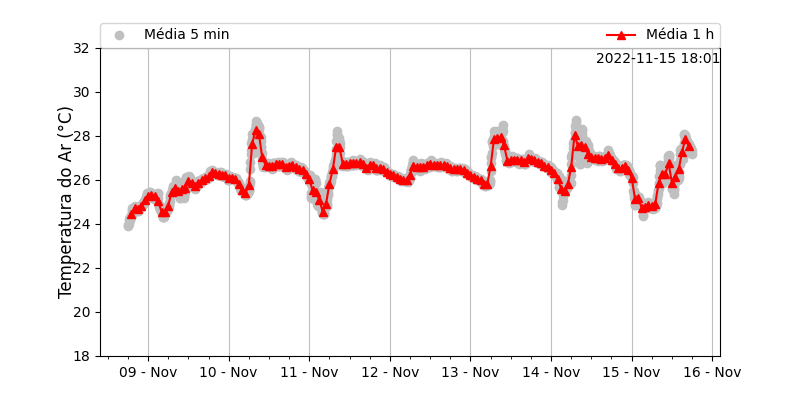 Média 5 min
Média 1 h
2022-11-15 18:01
Temperatura do Ar (°C)
32
30
28
26
24
22
20
18
09 - Nov
10 - Nov
11 - Nov
12 - Nov
13 - Nov
14 - Nov
15 - Nov
16 - Nov